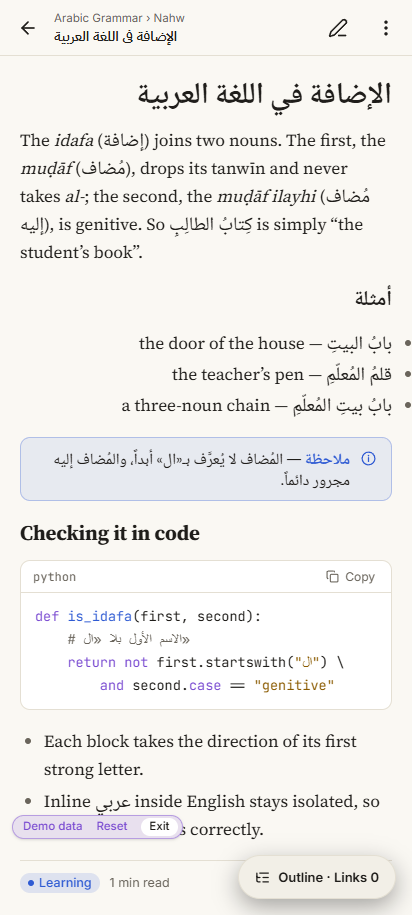 Arabic Grammar › Nahw
الإضافة في اللغة العربية
الإضافة في اللغة العربية
The idafa (إضافة) joins two nouns. The first, the
muḍāf (مُضاف), drops its tanwīn and never
takes al-; the second, the muḍāf ilayhi (مُضاف
إليه), is genitive. So كِتابُ الطالِبِ is simply “the
student’s book”.
أمثلة
بابُ البيتِ — the door of the house
قلمُ المُعلّمِ — the teacher’s pen
بابُ بيتِ المُعلّمِ — a three-noun chain
ملاحظة — المُضاف لا يُعرَّف بـ«ال» أبداً، والمُضاف إليه
مجرور دائماً.
Checking it in code
python
Copy
def is_idafa(first, second):
# الاسم الأول بلا «ال»
return not first.startswith("ال") \
and second.case == "genitive"
Each block takes the direction of its first
strong letter.
Inline عربي inside English stays isolated, so
correctly.
Demo data Reset Exit
Learning 1 min read
Outline · Links 0